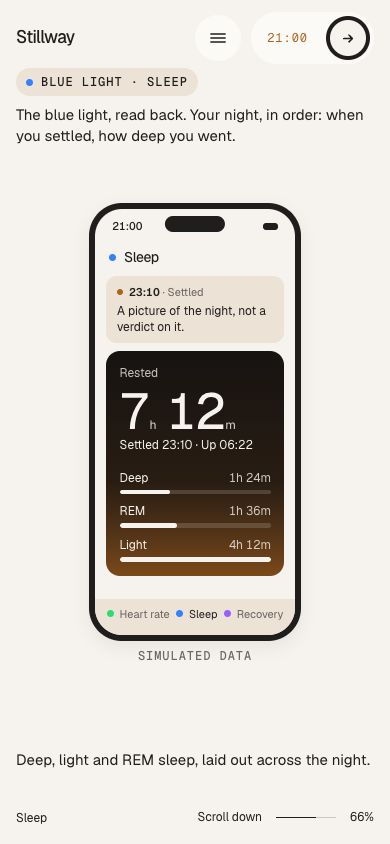 Stillway
21:00
BLUE LIGHT · SLEEP
The blue light, read back. Your night, in order: when
you settled, how deep you went.
21:00
Sleep
23:10 · Settled
A picture of the night, not a
verdict on it.
Rested
7h 12m
Settled 23:10 · Up 06:22
Deep 1h 24m
REM 1h 36m
Light 4h 12m
Heart rate Sleep Recovery
SIMULATED DATA
Deep, light and REM sleep, laid out across the night.
Sleep Scroll down 66%